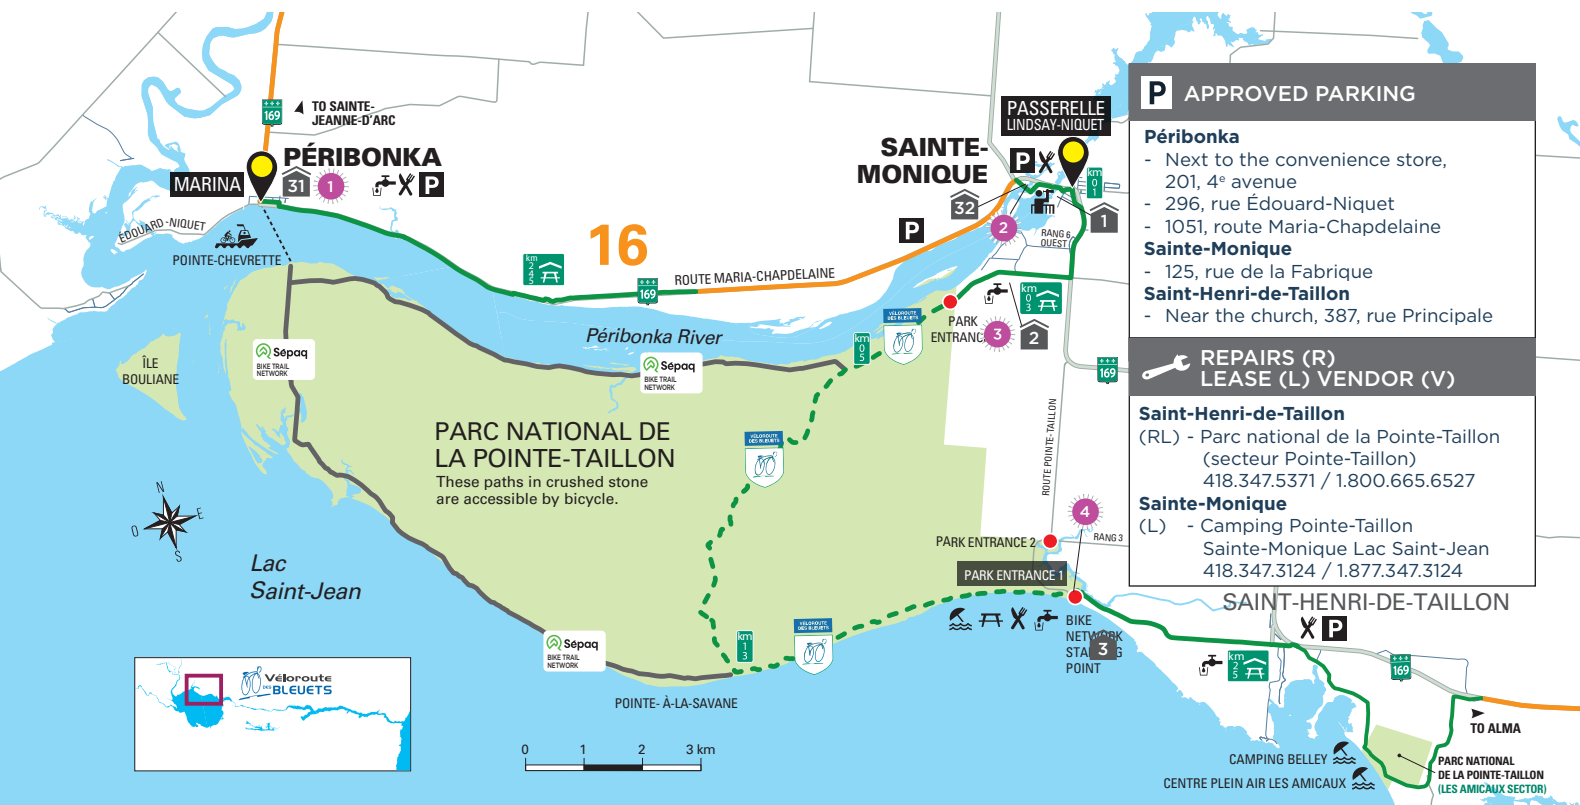 169
TO SAINTE-
JEANNE-D'ARC
PÉRIBONKA
MARINA
31
1
P
ÉDOUARD-NIQUET
POINTE-CHEVRETTE
km
2
4
5
16
169
ROUTE MARIA-CHAPDELAINE
P
SAINTE-
MONIQUE
32
2
PASSERELLE
LINDSAY-NIQUET
P
km
0
1
1
RANG 6
OUEST
km
0
3
2
PARK
ENTRANCE
3
VÉLOROUTE
DES BLEUETS
km
0
5
169
Péribonka River
Sépaq
BIKE TRAIL
NETWORK
Sépaq
BIKE TRAIL
NETWORK
ÎLE
BOULIANE
PARC NATIONAL DE
LA POINTE-TAILLON
These paths in crushed stone
are accessible by bicycle.
VÉLOROUTE
DES BLEUETS
ROUTE POINTE-TAILLON
4
PARK ENTRANCE 2
RANG 3
PARK ENTRANCE 1
N
E
S
O
Lac
Saint-Jean
BIKE
NETWORK
STARTING
POINT
3
Sépaq
BIKE TRAIL
NETWORK
km
1
3
VÉLOROUTE
DES BLEUETS
POINTE- À-LA-SAVANE
Véloroute
DES BLEUETS
0 1 2 3 km
P APPROVED PARKING
Péribonka
- Next to the convenience store,
201, 4e avenue
- 296, rue Édouard-Niquet
- 1051, route Maria-Chapdelaine
Sainte-Monique
- 125, rue de la Fabrique
Saint-Henri-de-Taillon
- Near the church, 387, rue Principale
REPAIRS (R)
LEASE (L) VENDOR (V)
Saint-Henri-de-Taillon
(RL) - Parc national de la Pointe-Taillon
(secteur Pointe-Taillon)
418.347.5371 / 1.800.665.6527
Sainte-Monique
(L) - Camping Pointe-Taillon
Sainte-Monique Lac Saint-Jean
418.347.3124 / 1.877.347.3124
SAINT-HENRI-DE-TAILLON
P
km
2
5
169
TO ALMA
CAMPING BELLEY
CENTRE PLEIN AIR LES AMICAUX
PARC NATIONAL
DE LA POINTE-TAILLON
(LES AMICAUX SECTOR)